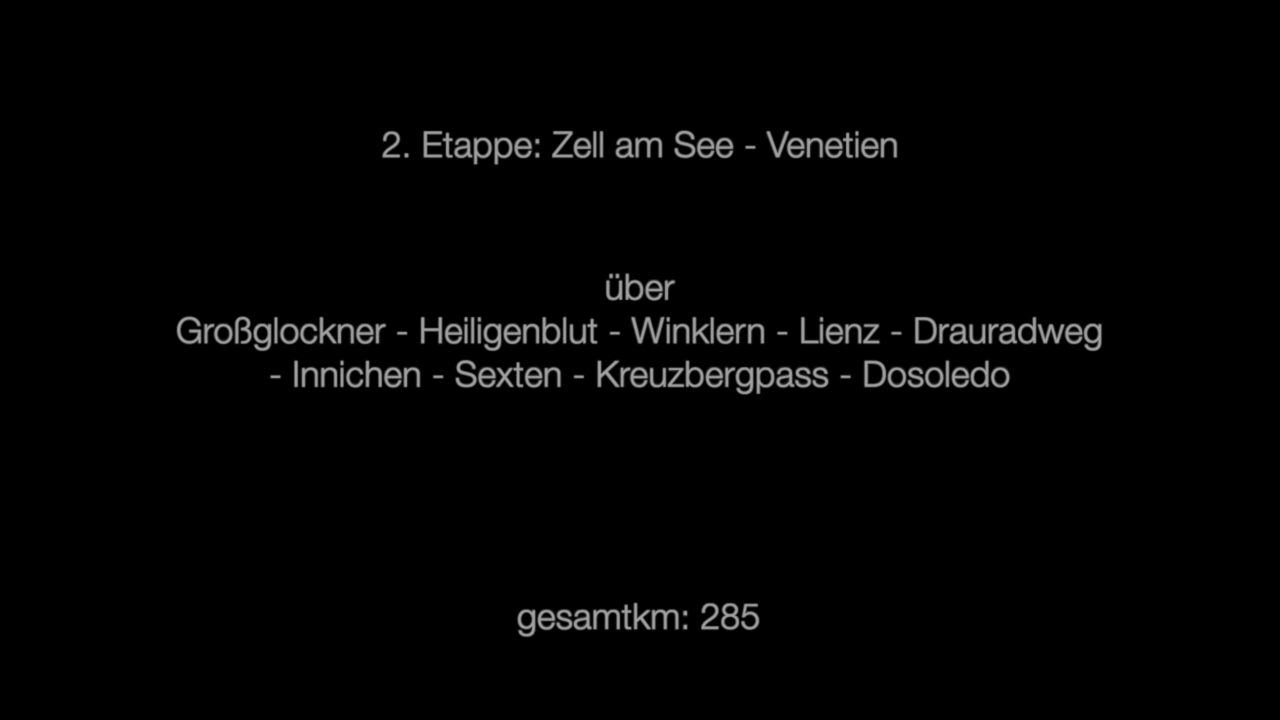 2. Etappe: Zell am See - Venetien
über
Großglockner - Heiligenblut - Winklern - Lienz - Drauradweg
- Innichen - Sexten - Kreuzbergpass - Dosoledo
gesamtkm: 285